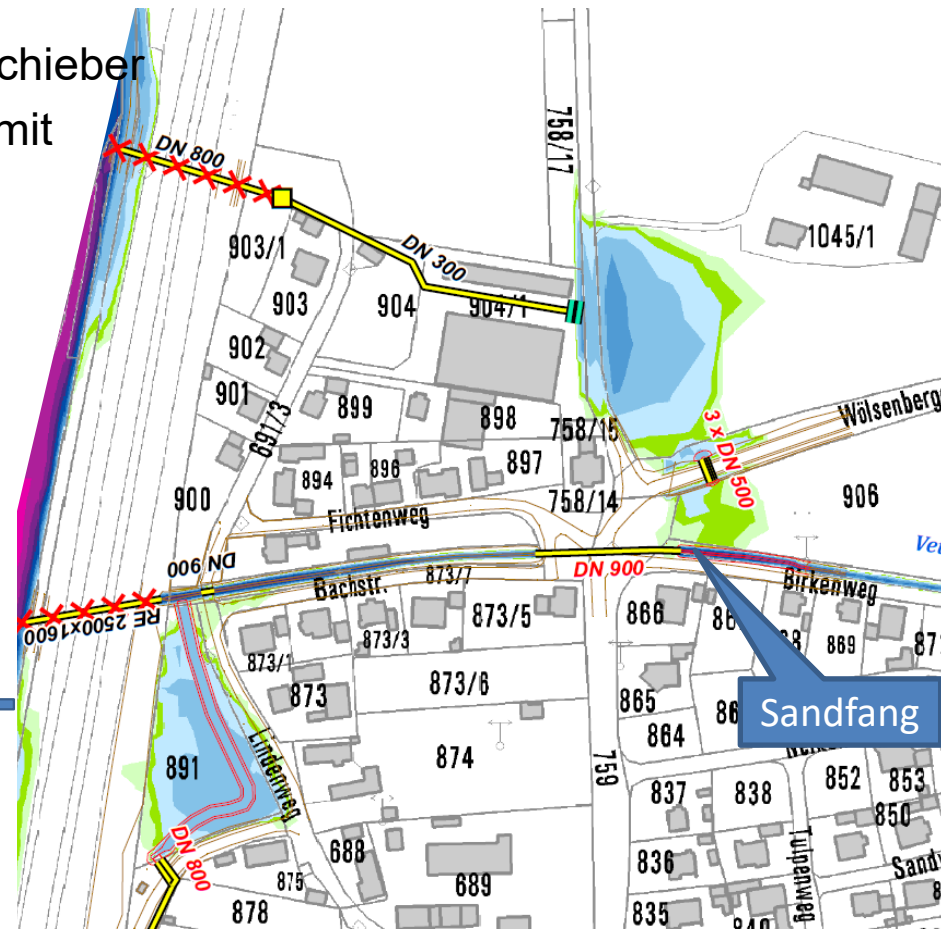 chieber
mit
DN 800
758/17
1045/1
903/1
DN 300
903
904
904/1
902
901
899
898
691/3
758/15
3 x DN 500
Wölsenberg
894
896
897
900
758/14
906
Fichtenweg
DN 900
DN 900
Bachstr.
873/7
Birkenweg
RE 2500x1600
873/5
866
869
873/1
873/3
873
873/6
865
Sandfang
864
874
891
Lindenweg
759
852
853
837
838
850
DN 800
688
875
689
836
Tulpenweg
878
835